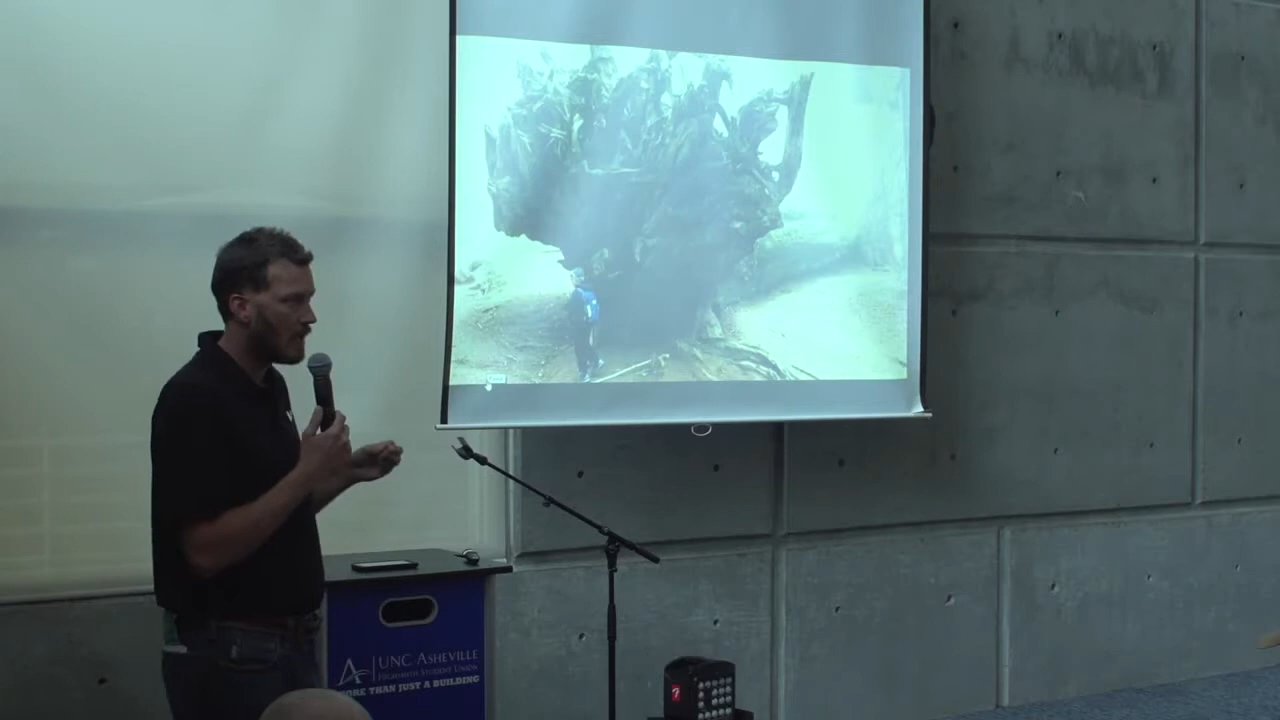 UNC ASHEVILLE
HIGHSMITH STUDENT UNION
MORE THAN JUST A BUILDING